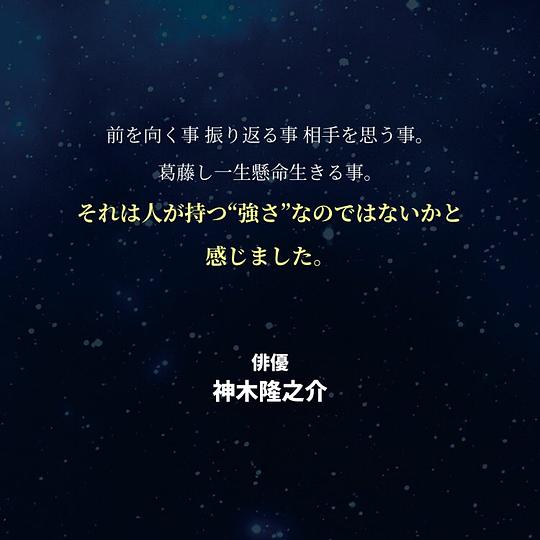 前を向く事 振り返る事 相手を思う事。
葛藤し一生懸命生きる事。
それは人が持つ“強さ”なのではないかと
感じました。
俳優
神木隆之介